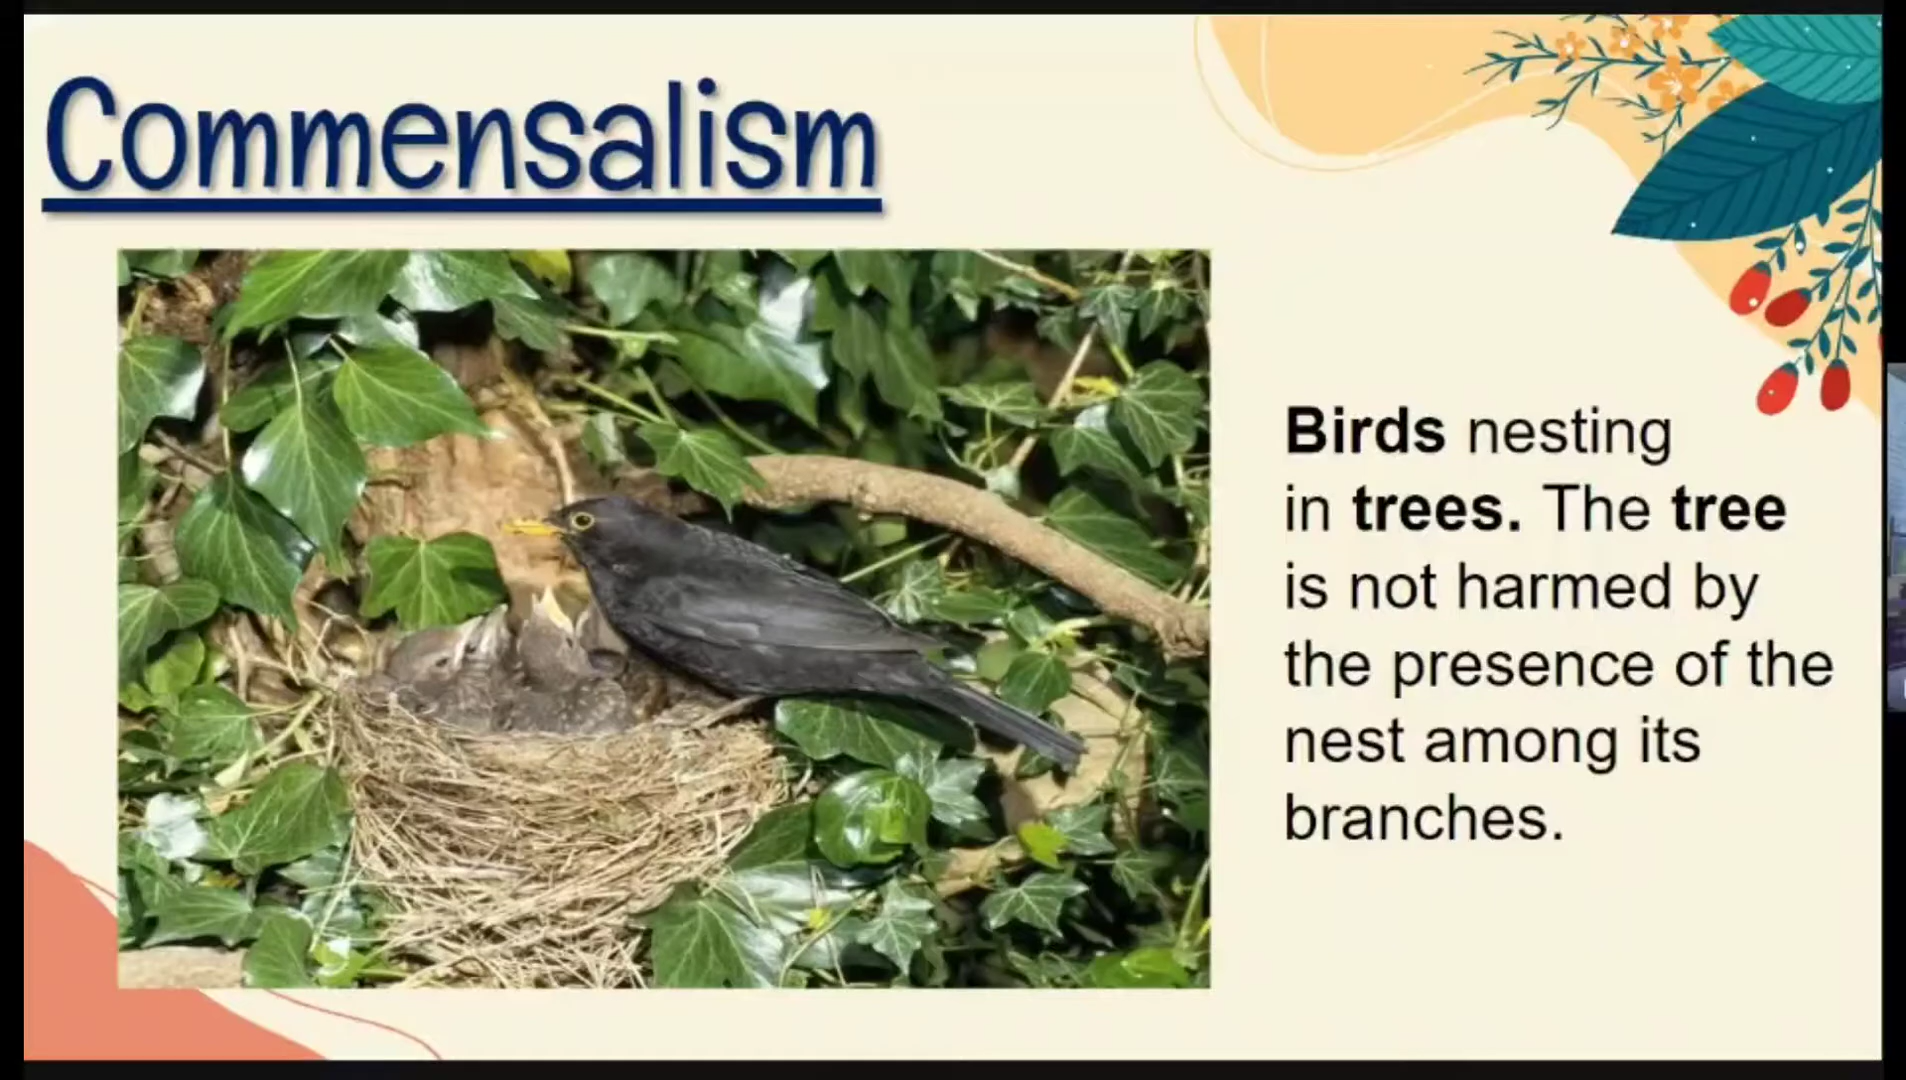 Commensalism
Birds nesting
in trees. The tree
is not harmed by
the presence of the
nest among its
branches.